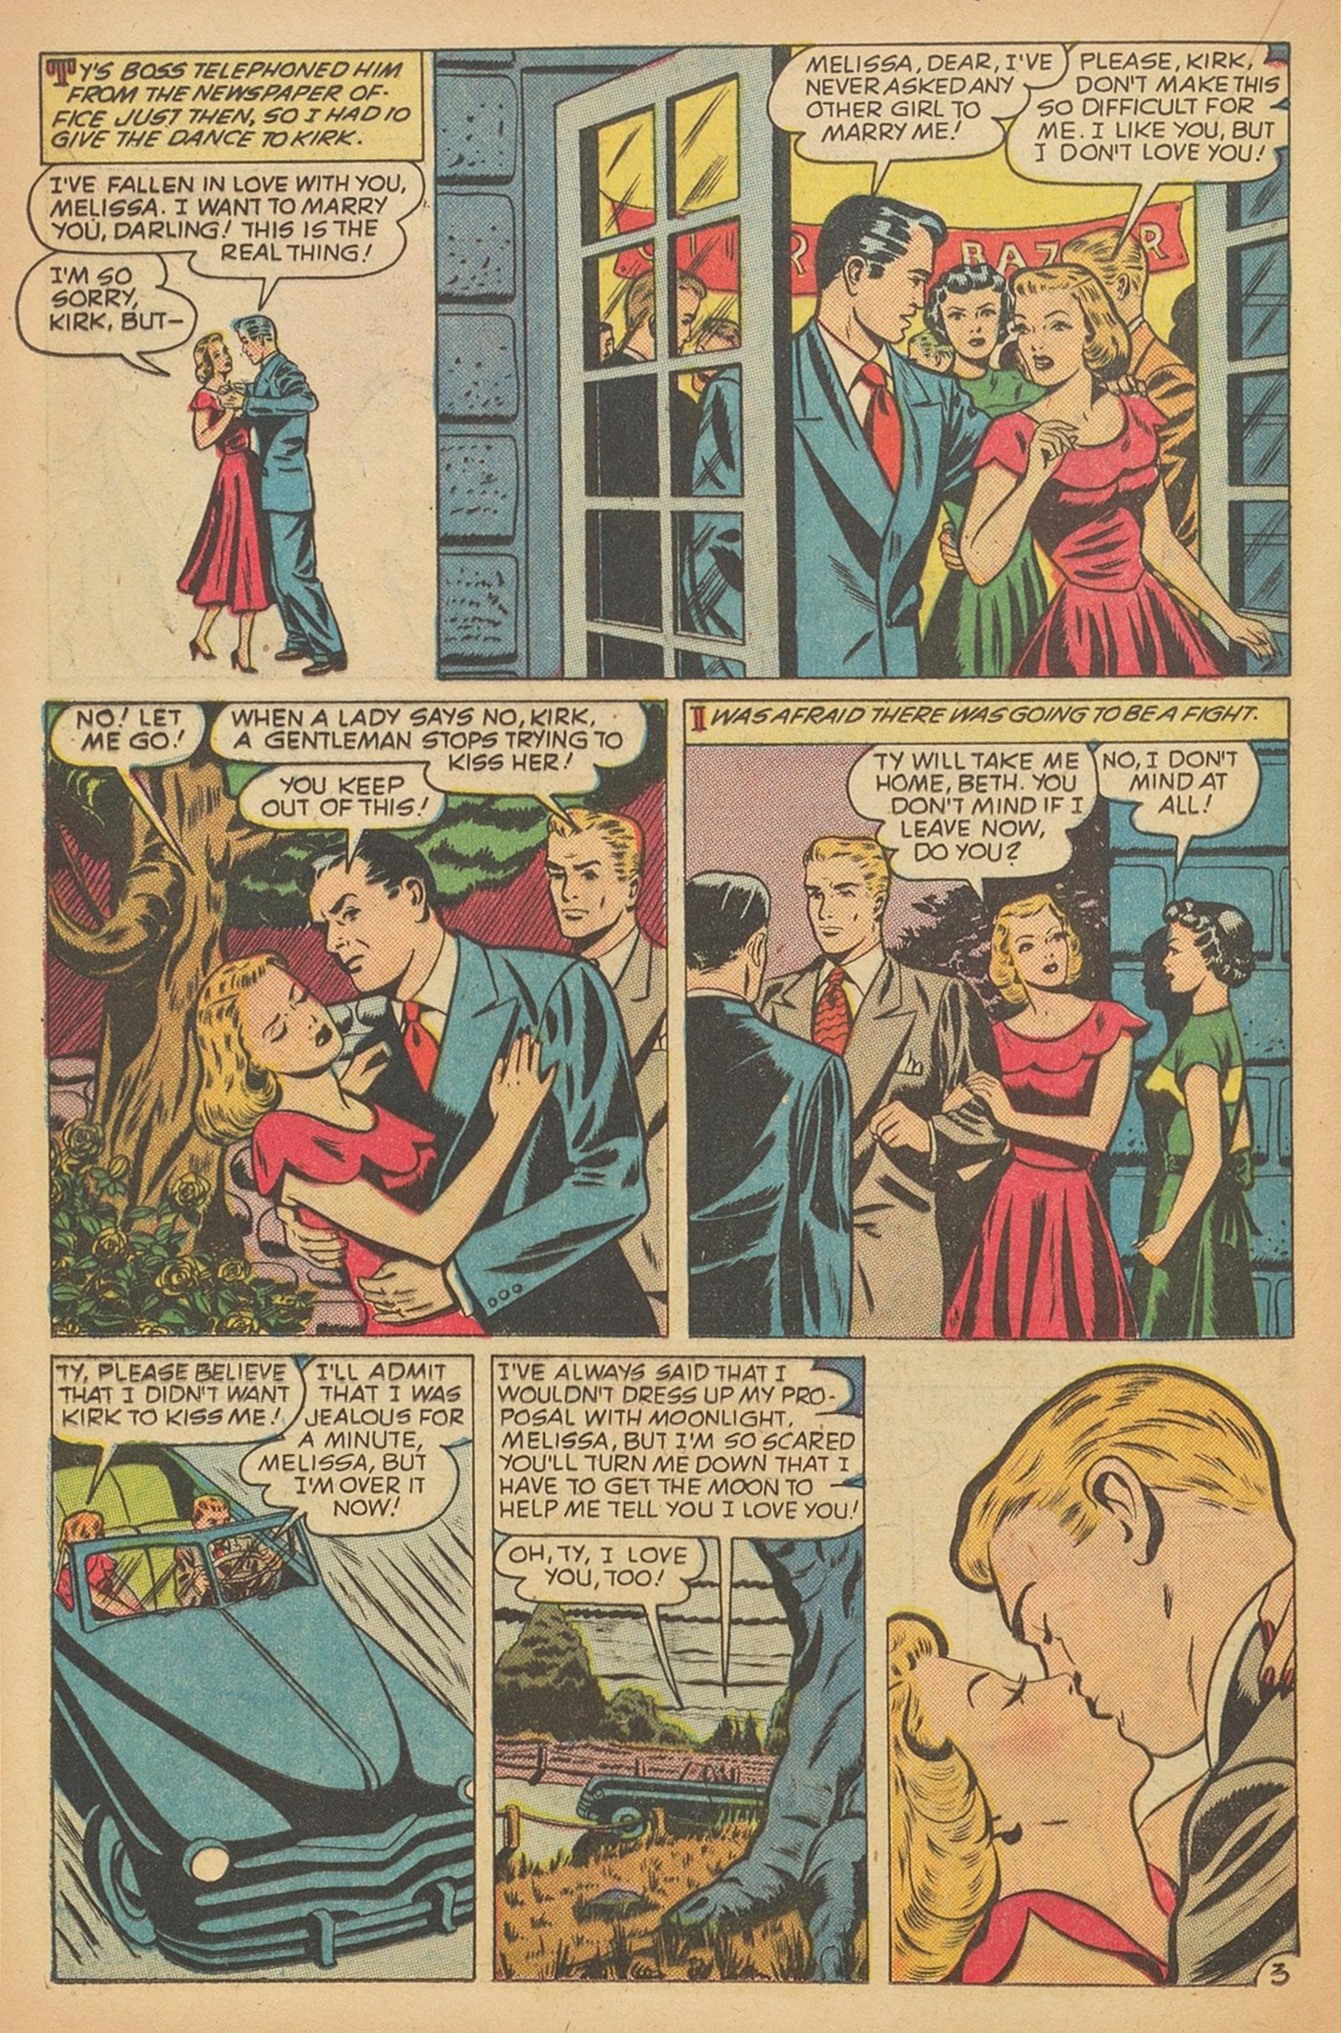 TY'S BOSS TELEPHONED HIM
FROM THE NEWSPAPER OF-
FICE JUST THEN, SO I HAD TO
GIVE THE DANCE TO KIRK.
I'VE FALLEN IN LOVE WITH YOU,
MELISSA. I WANT TO MARRY
YOU, DARLING! THIS IS THE
REAL THING!
I'M SO
SORRY,
KIRK, BUT—
MELISSA, DEAR, I'VE
NEVER ASKED ANY
OTHER GIRL TO
MARRY ME!
PLEASE, KIRK,
DON'T MAKE THIS
SO DIFFICULT FOR
ME. I LIKE YOU, BUT
I DON'T LOVE YOU!
NO! LET
ME GO!
WHEN A LADY SAYS NO, KIRK,
A GENTLEMAN STOPS TRYING TO
KISS HER!
YOU KEEP
OUT OF THIS!
I WAS AFRAID THERE WAS GOING TO BE A FIGHT.
TY WILL TAKE ME
HOME, BETH. YOU
DON'T MIND IF I
LEAVE NOW,
DO YOU?
NO, I DON'T
MIND AT
ALL!
TY, PLEASE BELIEVE
THAT I DIDN'T WANT
KIRK TO KISS ME!
I'LL ADMIT
THAT I WAS
JEALOUS FOR
A MINUTE,
MELISSA, BUT
I'M OVER IT
NOW!
I'VE ALWAYS SAID THAT I
WOULDN'T DRESS UP MY PRO-
POSAL WITH MOONLIGHT,
MELISSA, BUT I'M SO SCARED
YOU'LL TURN ME DOWN THAT I
HAVE TO GET THE MOON TO
HELP ME TELL YOU I LOVE YOU!
OH, TY, I LOVE
YOU, TOO!
3